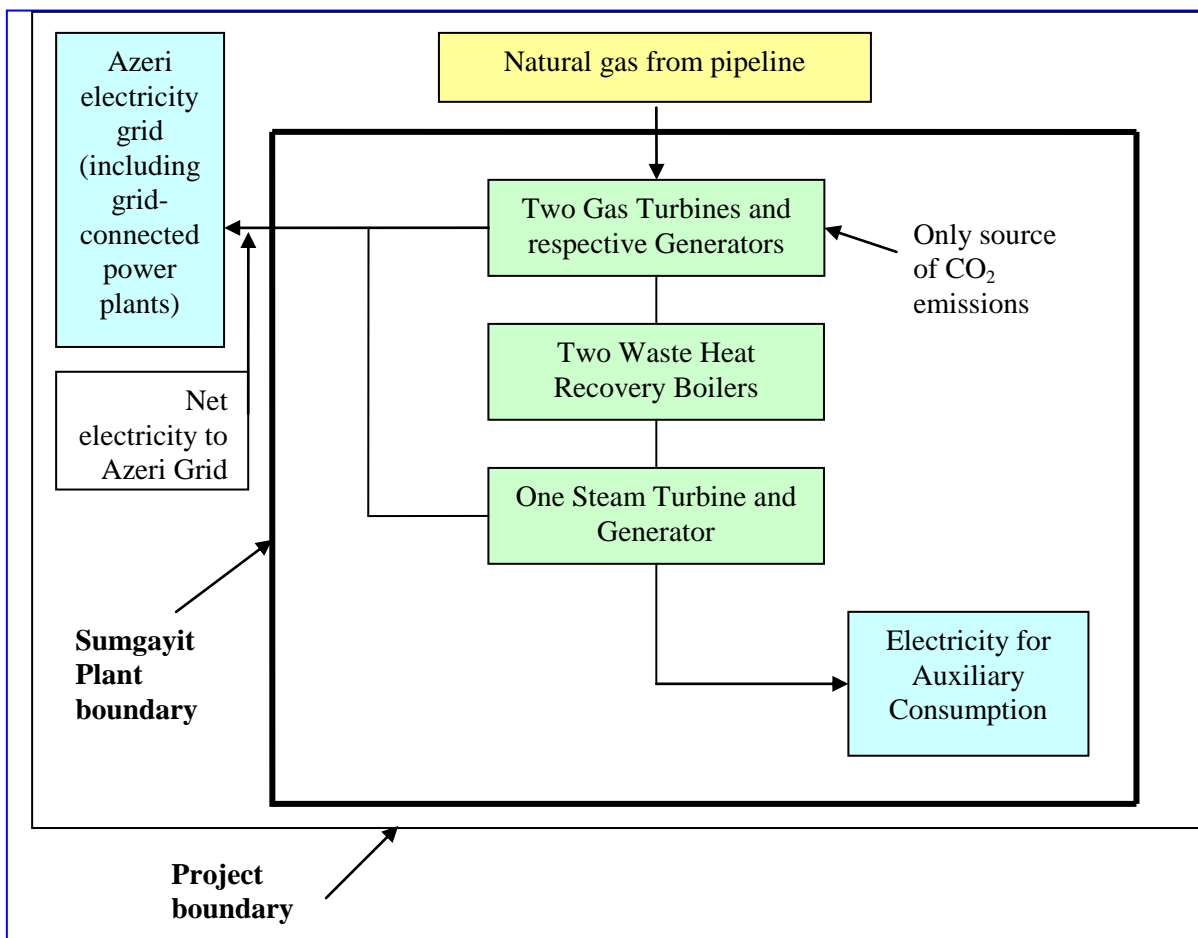 Azeri
electricity
grid
(including
grid-
connected
power
plants)
Natural gas from pipeline
Two Gas Turbines and
respective Generators
Only source
of CO₂
emissions
Two Waste Heat
Recovery Boilers
Net
electricity to
Azeri Grid
One Steam Turbine and
Generator
Sumgayit
Plant
boundary
Electricity for
Auxiliary
Consumption
Project
boundary